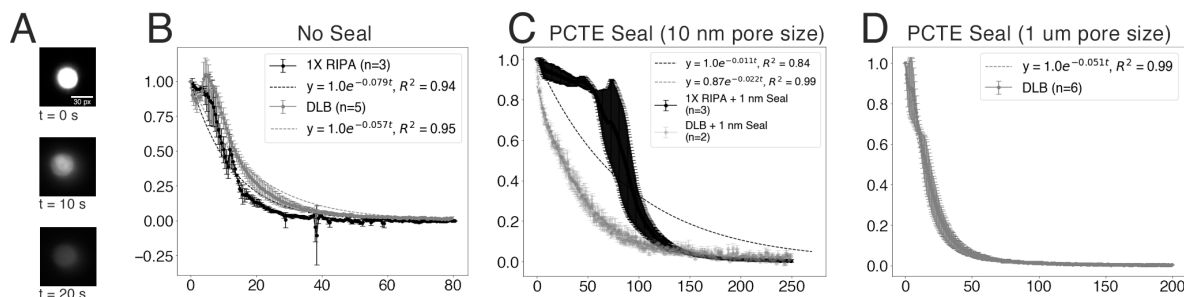 A
30 px
t = 0 s
t = 10 s
t = 20 s
B
No Seal
1X RIPA (n=3)
y = 1.0e^{-0.079t}, R^2 = 0.94
DLB (n=5)
y = 1.0e^{-0.057t}, R^2 = 0.95
1.00
0.75
0.50
0.25
0.00
−0.25
0 20 40 60 80
C
PCTE Seal (10 nm pore size)
y = 1.0e^{-0.011t}, R^2 = 0.84
y = 0.87e^{-0.022t}, R^2 = 0.99
1X RIPA + 1 nm Seal
(n=3)
DLB + 1 nm Seal
(n=2)
1.0
0.8
0.6
0.4
0.2
0.0
0 50 100 150 200 250
D
PCTE Seal (1 um pore size)
y = 1.0e^{-0.051t}, R^2 = 0.99
DLB (n=6)
1.0
0.8
0.6
0.4
0.2
0.0
0 50 100 150 200